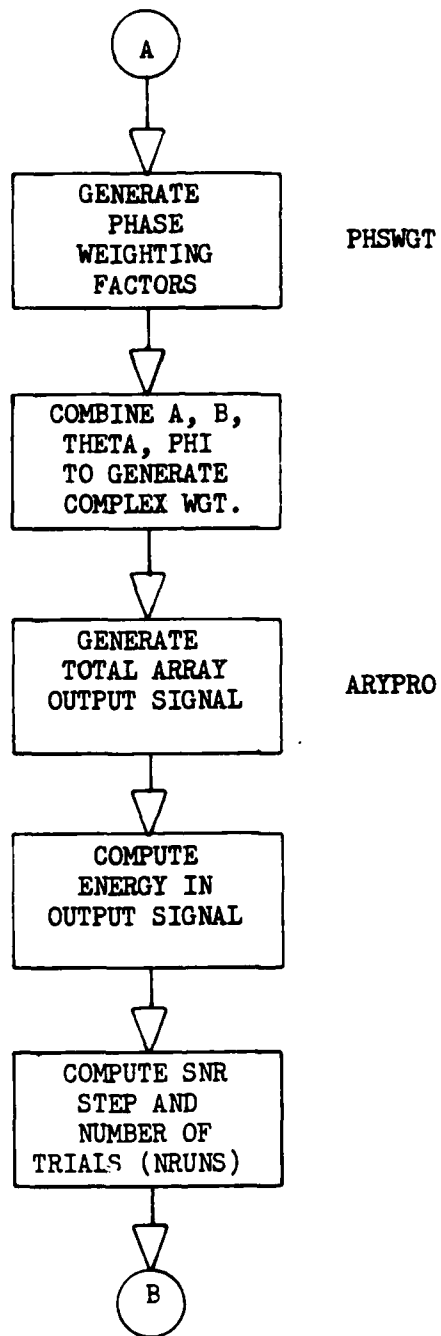 A
GENERATE
PHASE
WEIGHTING
FACTORS
PHSWGT
COMBINE A, B,
THETA, PHI
TO GENERATE
COMPLEX WGT.
GENERATE
TOTAL ARRAY
OUTPUT SIGNAL
ARYPRO
COMPUTE
ENERGY IN
OUTPUT SIGNAL
COMPUTE SNR
STEP AND
NUMBER OF
TRIALS (NRUNS)
B